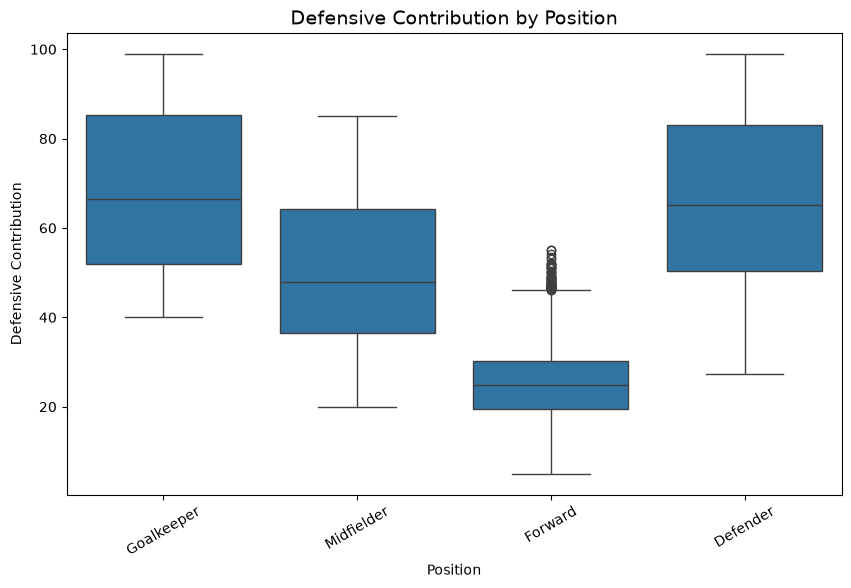 Defensive Contribution by Position
Defensive Contribution
100
80
60
40
20
Goalkeeper
Midfielder
Forward
Defender
Position